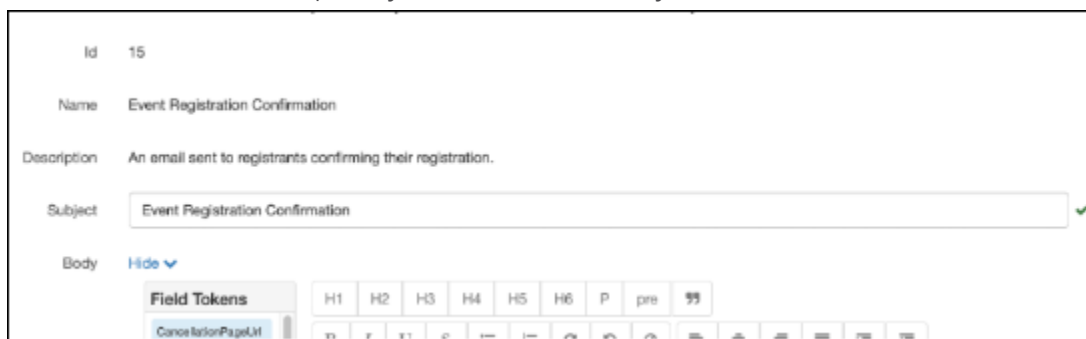 Id 15
Name Event Registration Confirmation
Description An email sent to registrants confirming their registration.
Subject Event Registration Confirmation
Body Hide
Field Tokens H1 H2 H3 H4 H5 H6 P pre
CancellationPageUrl